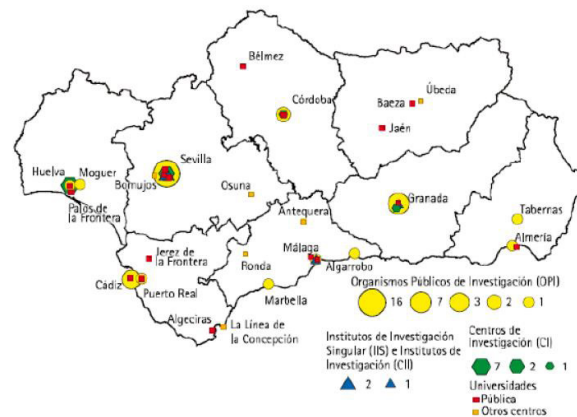 Bélmez
Córdoba
Úbeda
Baeza
Jaén
Sevilla
Huelva
Moguer
Bormujos
Palos de
la Frontera
Osuna
Granada
Tabernas
Almería
Antequera
Jerez de
la Frontera
Málaga
Ronda
Algarrobo
Cádiz
Puerto Real
Marbella
Algeciras
La Línea de
la Concepción
Organismos Públicos de Investigación (OPI)
16 7 3 2 1
Institutos de Investigación
Singular (IIS) e Institutos de
Investigación (CII)
2 1
Centros de
Investigación (CI)
7 2 1
Universidades
Pública
Otros centros